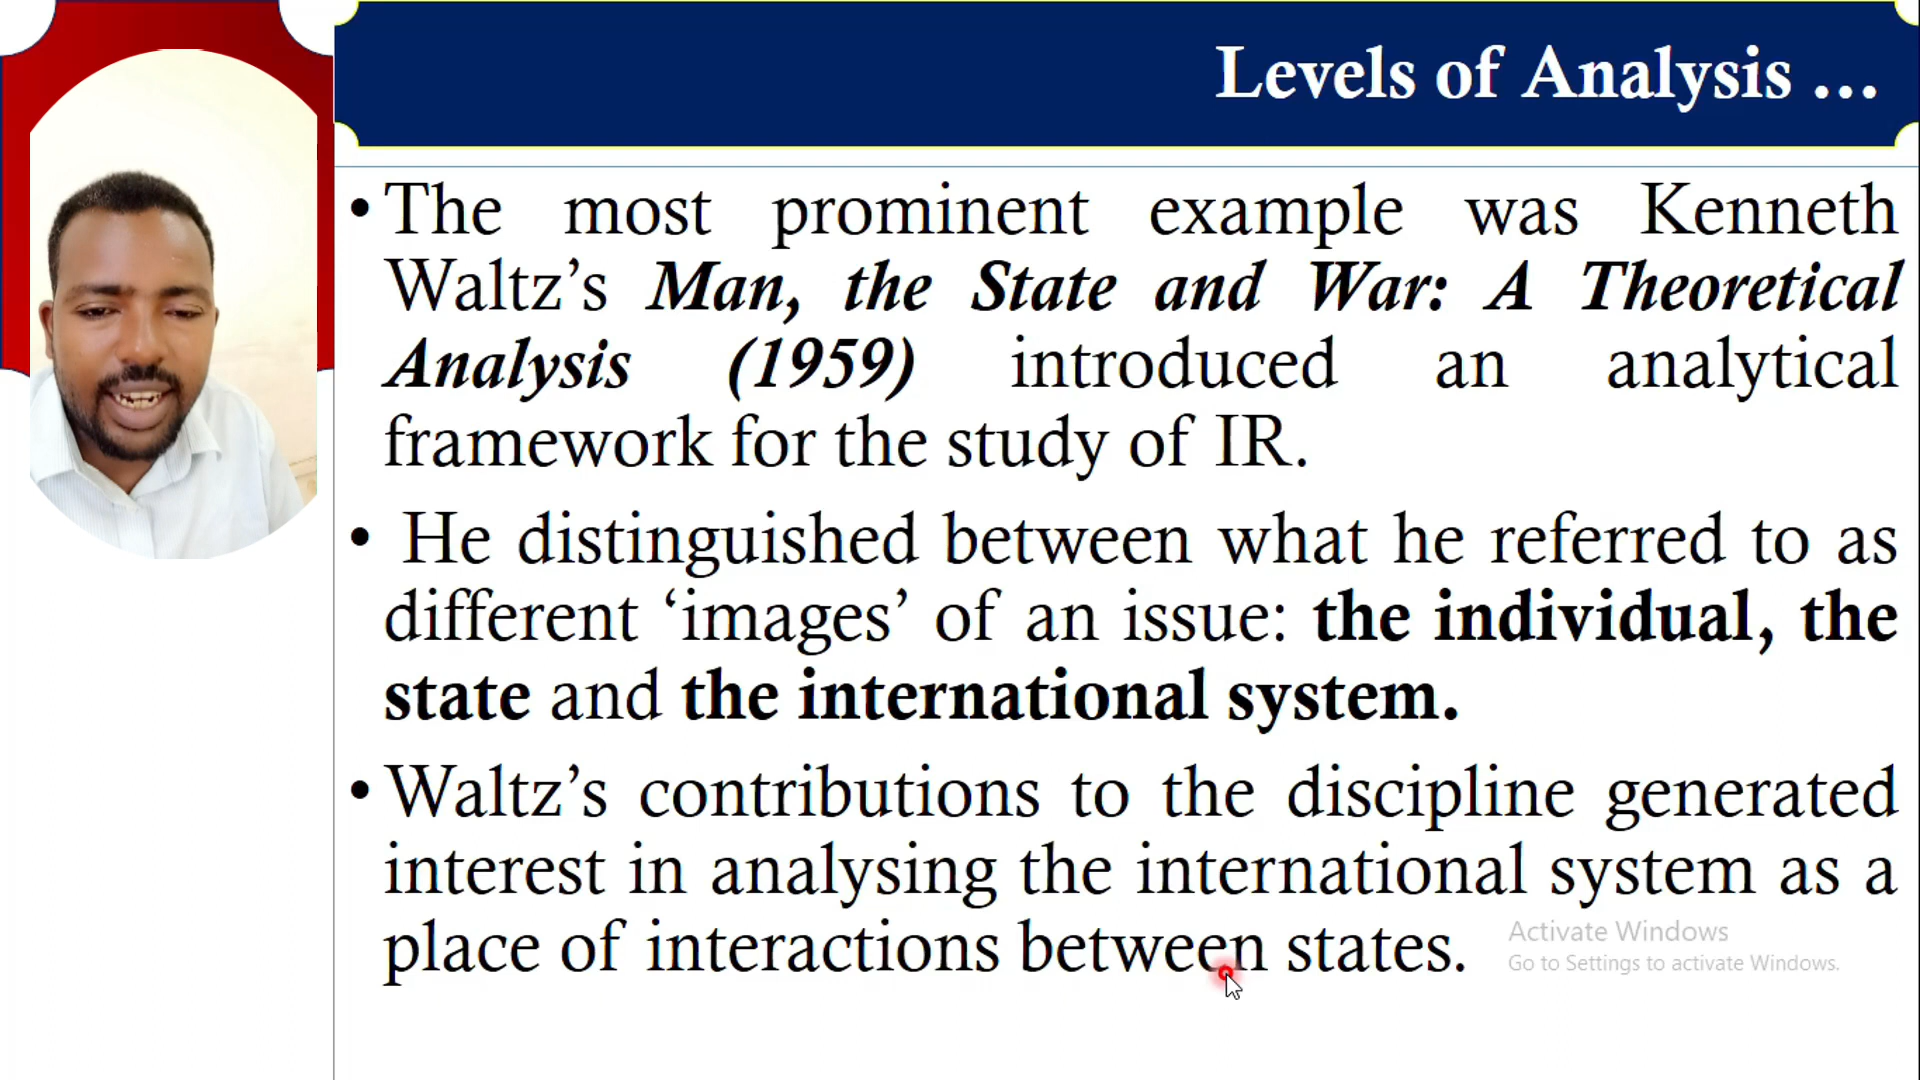 Levels of Analysis ...
• The most prominent example was Kenneth
Waltz’s Man, the State and War: A Theoretical
Analysis (1959) introduced an analytical
framework for the study of IR.
• He distinguished between what he referred to as
different ‘images’ of an issue: the individual, the
state and the international system.
• Waltz’s contributions to the discipline generated
interest in analysing the international system as a
place of interactions between states.
Activate Windows
Go to Settings to activate Windows.